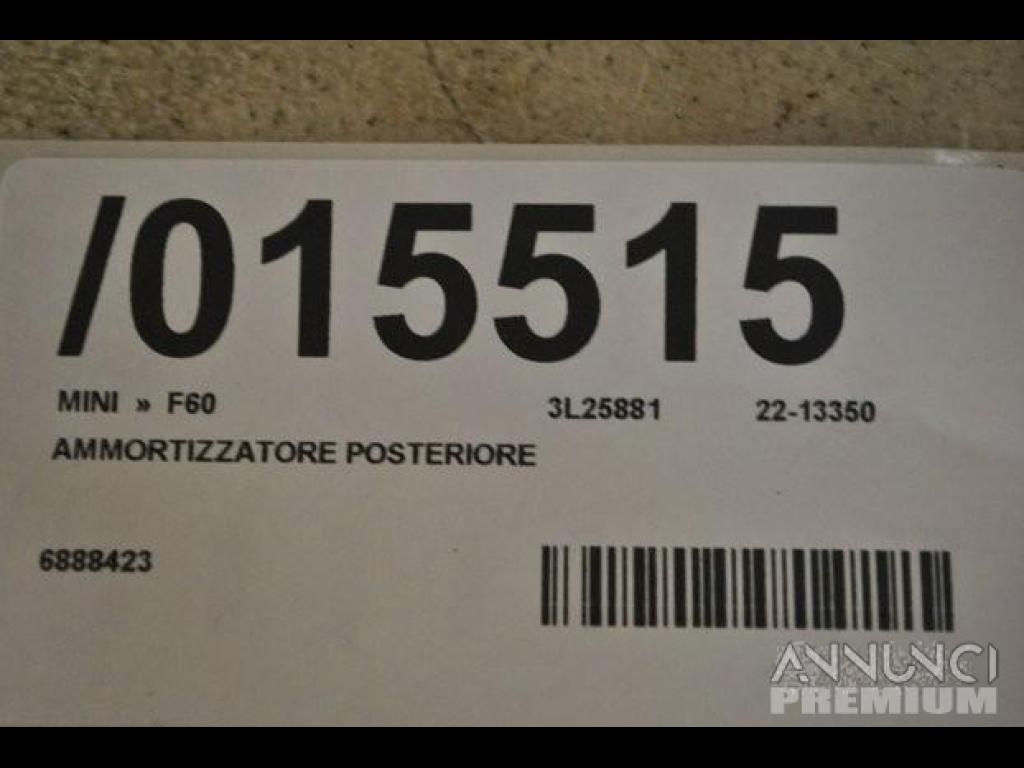 /015515
MINI » F60 3L25881 22-13350
AMMORTIZZATORE POSTERIORE
6888423
ANNUNCI
PREMIUM